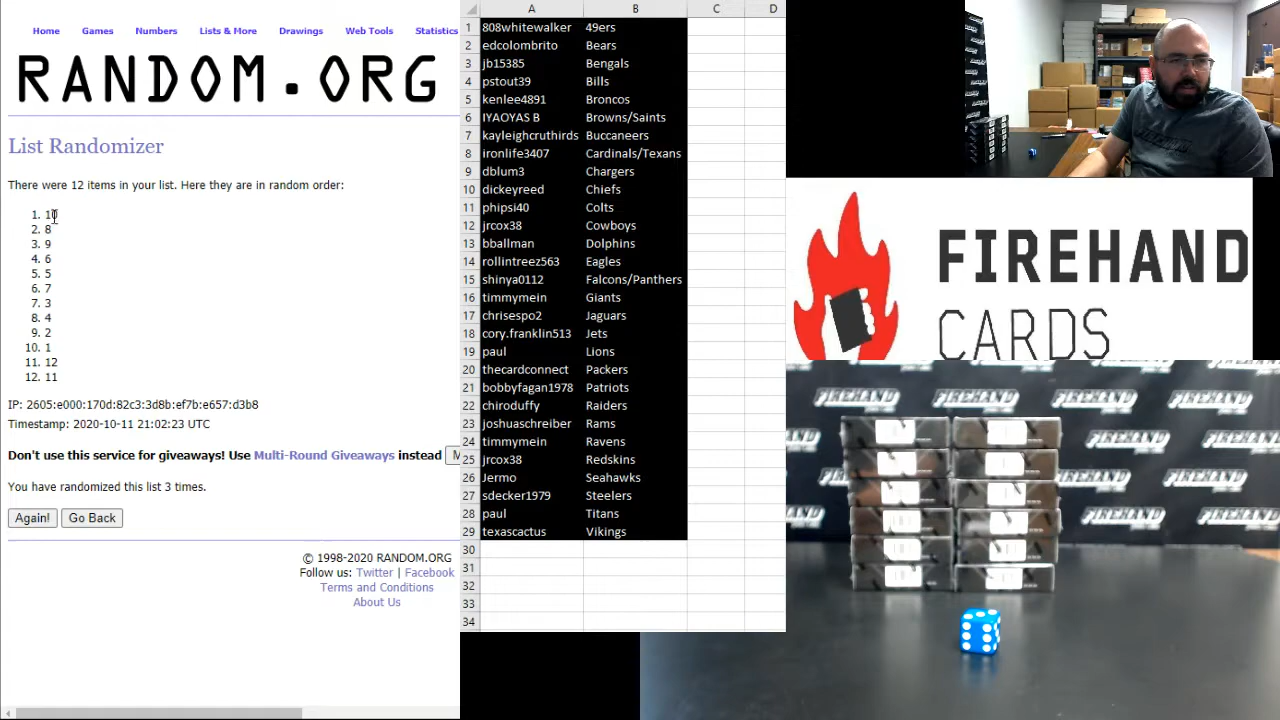 Home Games Numbers Lists & More Drawings Web Tools Statistics
RANDOM.ORG
List Randomizer
There were 12 items in your list. Here they are in random order:
1. 10
2. 8
3. 9
4. 6
5. 5
6. 7
7. 3
8. 4
9. 2
10. 1
11. 12
12. 11
IP: 2605:e000:170d:82c3:3d8b:ef7b:e657:d3b8
Timestamp: 2020-10-11 21:02:23 UTC
Don't use this service for giveaways! Use Multi-Round Giveaways instead M
You have randomized this list 3 times.
Again! Go Back
© 1998-2020 RANDOM.ORG
Follow us: Twitter | Facebook
Terms and Conditions
About Us
A B C D
1 808whitewalker 49ers
2 edcolombrito Bears
3 jb15385 Bengals
4 pstout39 Bills
5 kenlee4891 Broncos
6 IYAOYAS B Browns/Saints
7 kayleighcruthirds Buccaneers
8 ironlife3407 Cardinals/Texans
9 dblum3 Chargers
10 dickeyreed Chiefs
11 phipsi40 Colts
12 jrcox38 Cowboys
13 bballman Dolphins
14 rollintreez563 Eagles
15 shinya0112 Falcons/Panthers
16 timmymein Giants
17 chrisespo2 Jaguars
18 cory.franklin513 Jets
19 paul Lions
20 thecardconnect Packers
21 bobbyfagan1978 Patriots
22 chiroduffy Raiders
23 joshuaschreiber Rams
24 timmymein Ravens
25 jrcox38 Redskins
26 Jermo Seahawks
27 sdecker1979 Steelers
28 paul Titans
29 texascactus Vikings
30
31
32
33
34
FIREHAND
CARDS
FIREHAND FIREHAND FIREHAND FIREHAND
FIREHAND
FIREHAND
FIREHAND